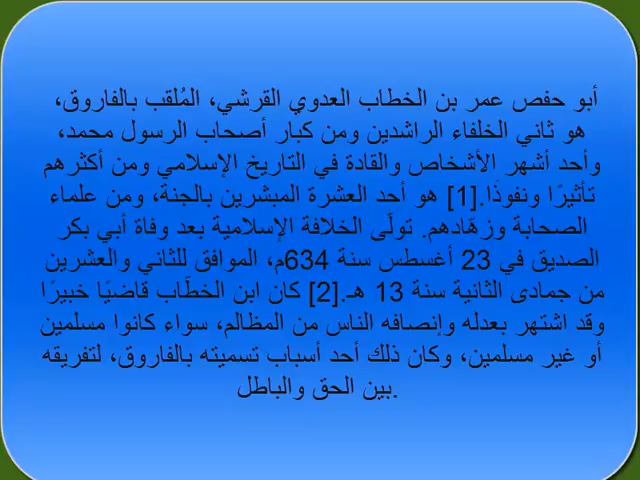 أبو حفص عمر بن الخطاب العدوي القرشي، المُلقب بالفاروق،
هو ثاني الخلفاء الراشدين ومن كبار أصحاب الرسول محمد،
وأحد أشهر الأشخاص والقادة في التاريخ الإسلامي ومن أكثرهم
تأثيرًا ونفوذًا.[1] هو أحد العشرة المبشرين بالجنة، ومن علماء
الصحابة وزهّادهم. تولّى الخلافة الإسلامية بعد وفاة أبي بكر
الصديق في 23 أغسطس سنة 634م، الموافق للثاني والعشرين
من جمادى الثانية سنة 13 هـ.[2] كان ابن الخطّاب قاضيًا خبيرًا
وقد اشتهر بعدله وإنصافه الناس من المظالم، سواء كانوا مسلمين
أو غير مسلمين، وكان ذلك أحد أسباب تسميته بالفاروق، لتفريقه
بين الحق والباطل.